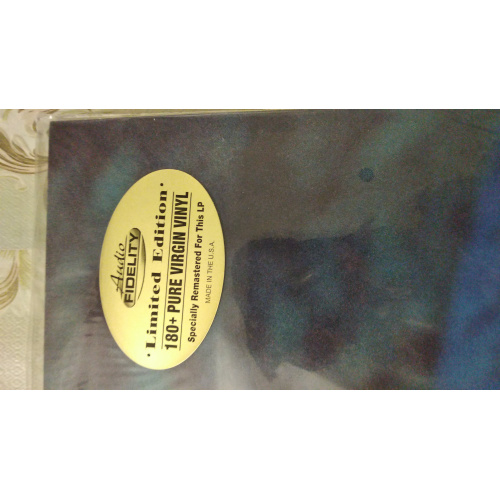 Audio
FIDELITY
• Limited Edition •
180+ PURE VIRGIN VINYL
Specially Remastered For This LP
MADE IN THE U.S.A.